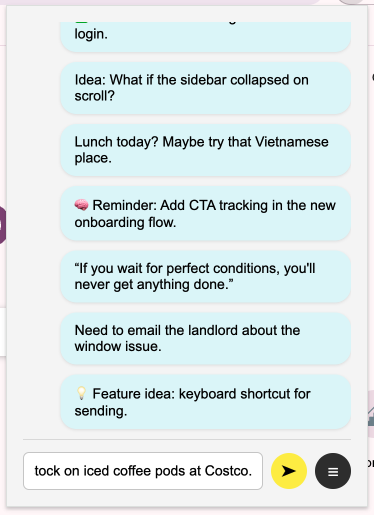 login.
Idea: What if the sidebar collapsed on
scroll?
Lunch today? Maybe try that Vietnamese
place.
🧠 Reminder: Add CTA tracking in the new
onboarding flow.
“If you wait for perfect conditions, you'll
never get anything done.”
Need to email the landlord about the
window issue.
💡 Feature idea: keyboard shortcut for
sending.
tock on iced coffee pods at Costco.